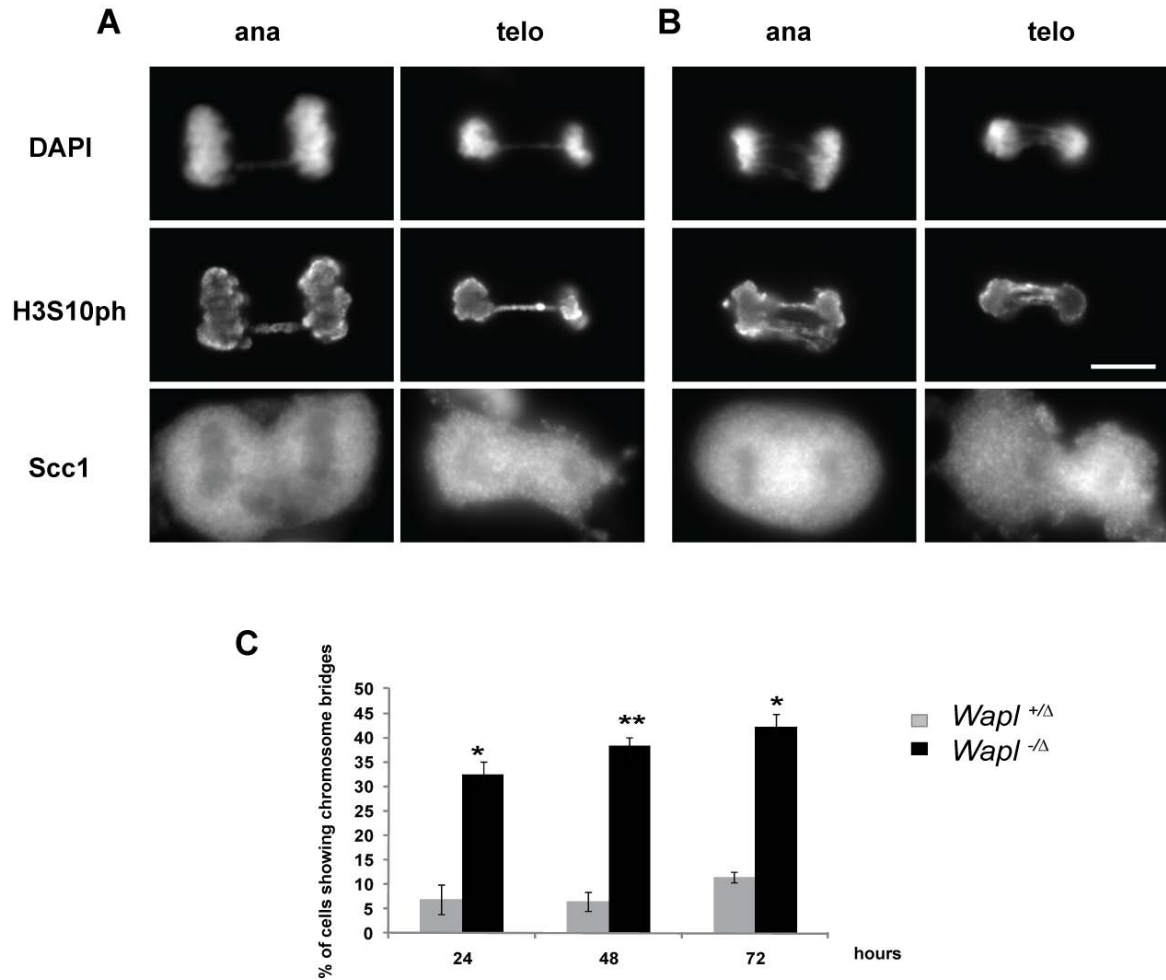 A
ana
telo
B
ana
telo
DAPI
H3S10ph
Scc1
C
% of cells showing chromosome bridges
50
45
40
35
30
25
20
15
10
5
0
*
**
*
24
48
72
hours
Wapl +/Δ
Wapl -/Δ